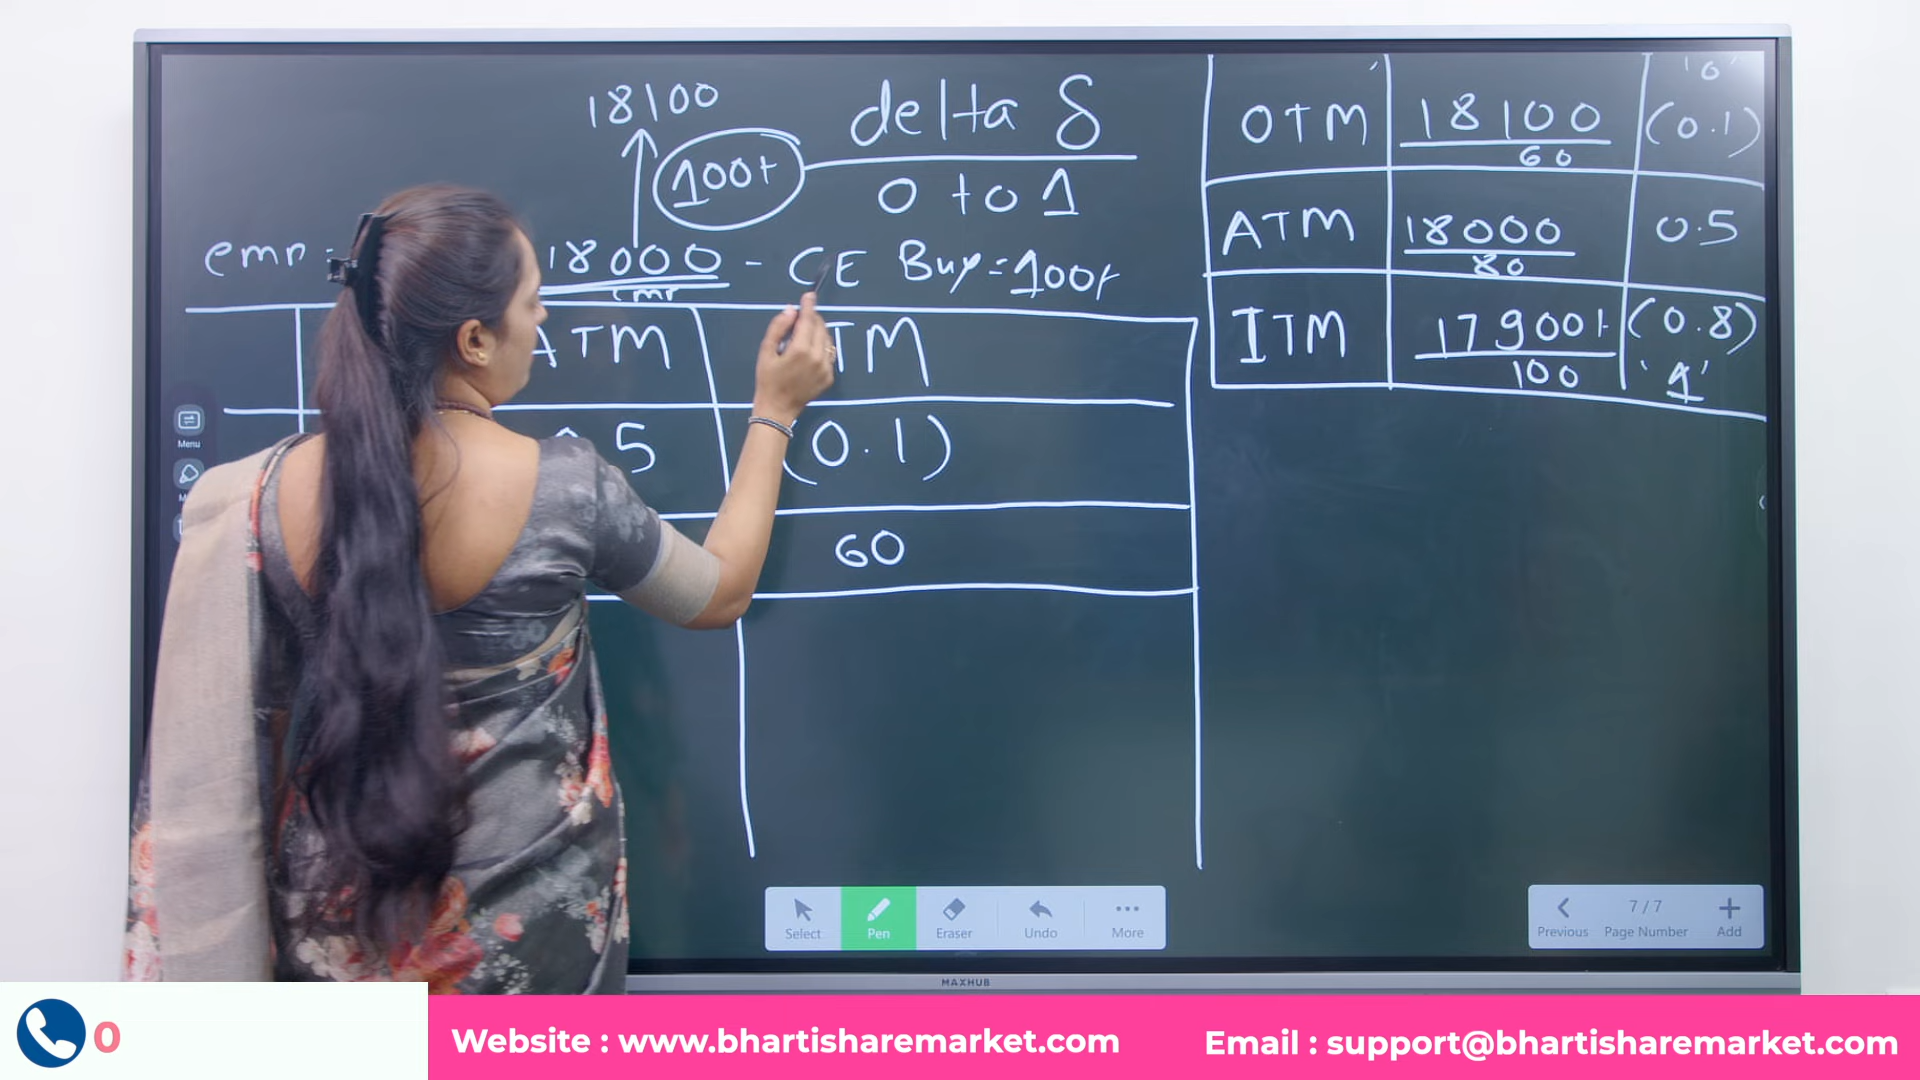 18100
delta δ
100+
0 to 1
cmp =
18000 - CE Buy = 100+
cmp
ATM
TM
5
(0.1)
60
'0'
OTM 18100 (0.1)
60
ATM 18000 0.5
80
ITM 17900+ (0.8)
100 '1'
Menu
Select Pen Eraser Undo More
7 / 7
Previous Page Number Add
MAXHUB
0
Website : www.bhartisharemarket.com Email : support@bhartisharemarket.com